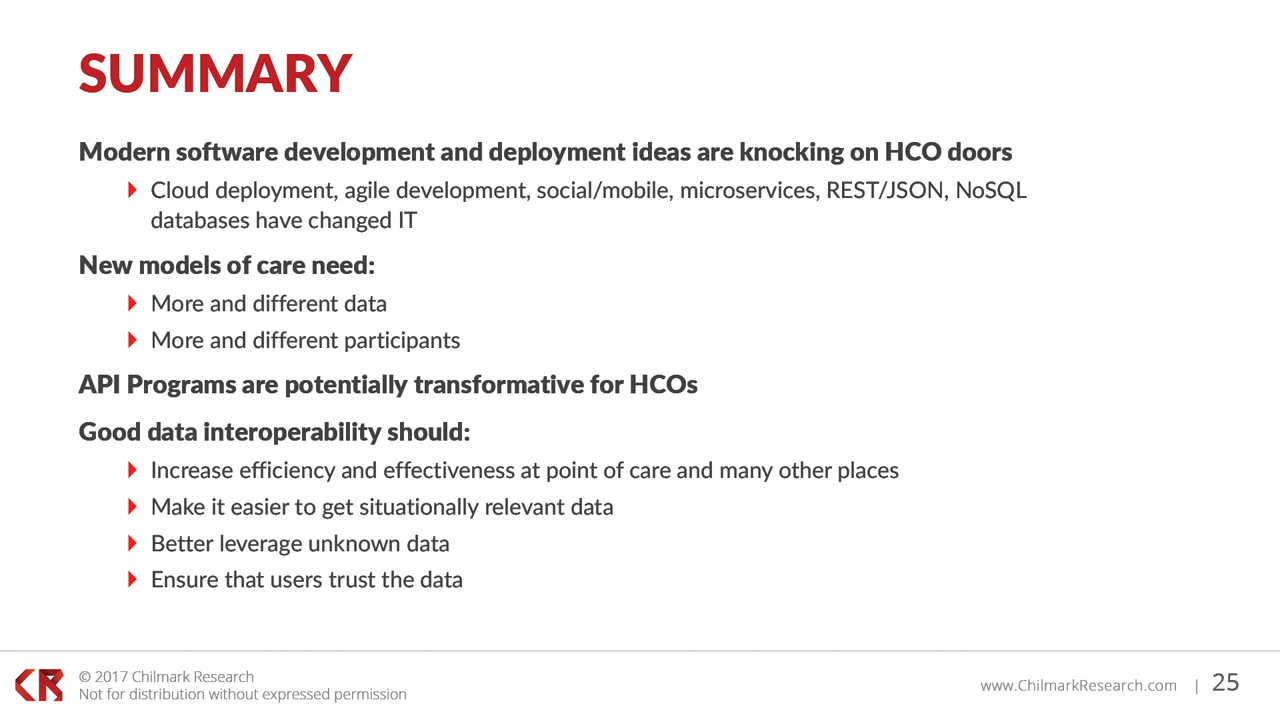 SUMMARY
Modern software development and deployment ideas are knocking on HCO doors
Cloud deployment, agile development, social/mobile, microservices, REST/JSON, NoSQL
databases have changed IT
New models of care need:
More and different data
More and different participants
API Programs are potentially transformative for HCOs
Good data interoperability should:
Increase efficiency and effectiveness at point of care and many other places
Make it easier to get situationally relevant data
Better leverage unknown data
Ensure that users trust the data
CR
© 2017 Chilmark Research
Not for distribution without expressed permission
www.ChilmarkResearch.com | 25